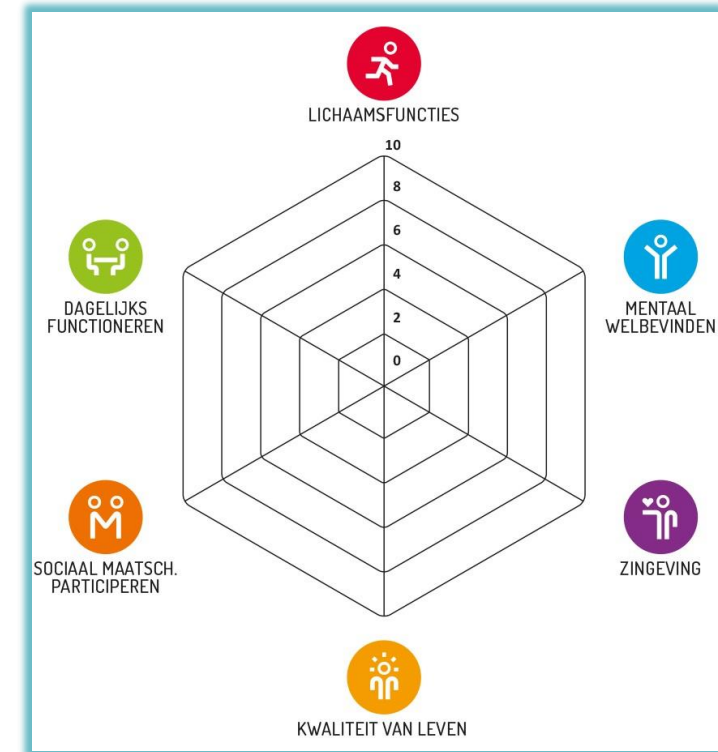 LICHAAMSFUNCTIES
10
8
6
4
2
0
DAGELIJKS
FUNCTIONEREN
MENTAAL
WELBEVINDEN
SOCIAAL MAATSCH.
PARTICIPEREN
ZINGEVING
KWALITEIT VAN LEVEN